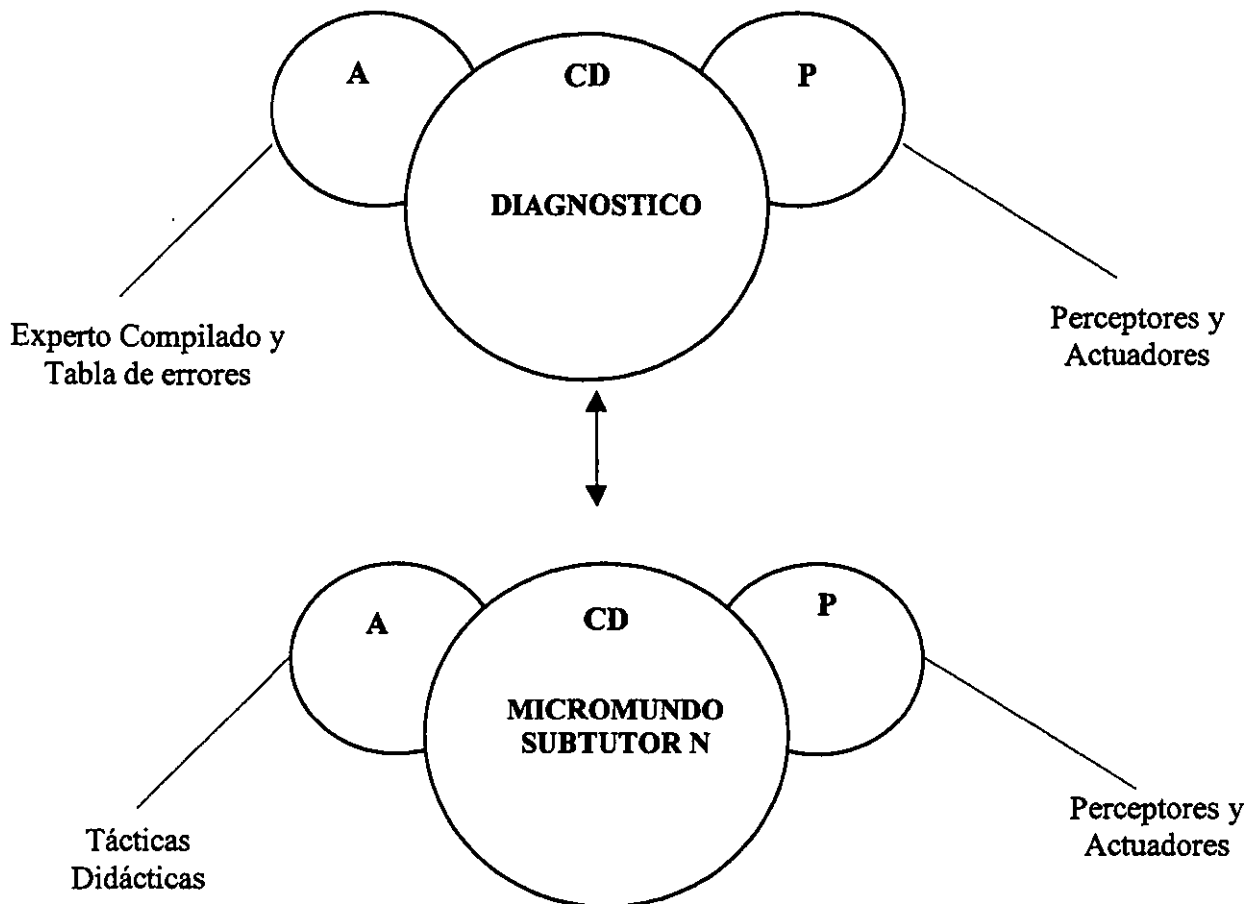 A
CD
P
DIAGNOSTICO
Experto Compilado y
Tabla de errores
Perceptores y
Actuadores
A
CD
P
MICROMUNDO
SUBTUTOR N
Tácticas
Didácticas
Perceptores y
Actuadores